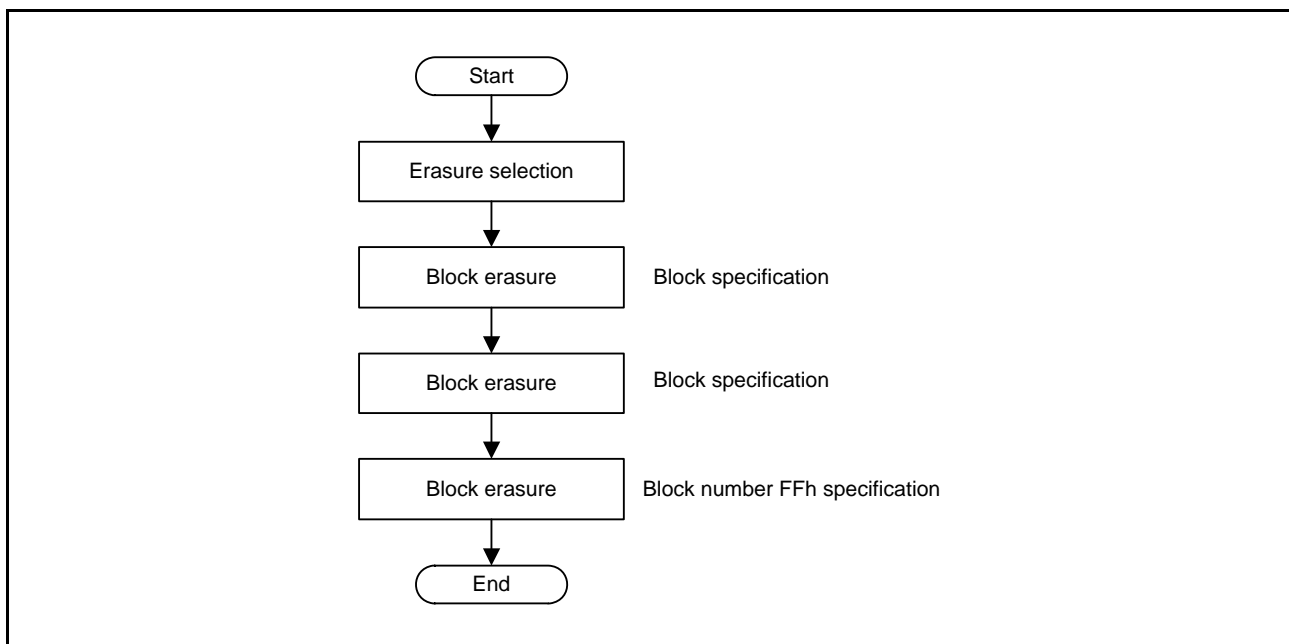 Start
Erasure selection
Block erasure
Block specification
Block erasure
Block specification
Block erasure
Block number FFh specification
End